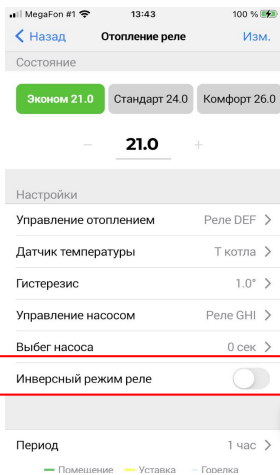 MegaFon #1 13:43 100 %
Назад Отопление реле Изм.
Состояние
Эконом 21.0 Стандарт 24.0 Комфорт 26.0
− 21.0 +
Настройки
Управление отоплением Реле DEF
Датчик температуры Т котла
Гистерезис 1.0°
Управление насосом Реле GHI
Выбег насоса 0 сек
Инверсный режим реле
Период 1 час
Помещение Уставка Горелка